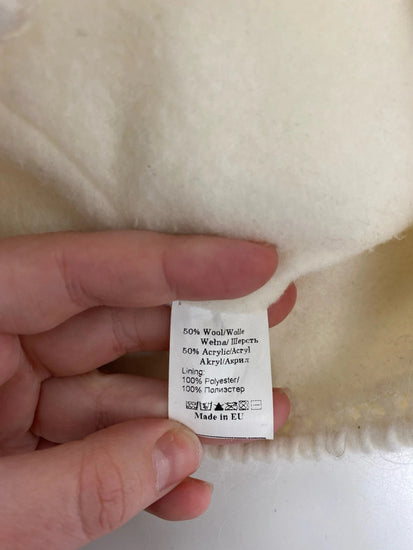 50% Wool/Wolle
Wełna/ Шерсть
50% Acrylic/Acryl
Akryl/Акрил
Lining:
100% Polyester/
100% Полиэстер
Made in EU